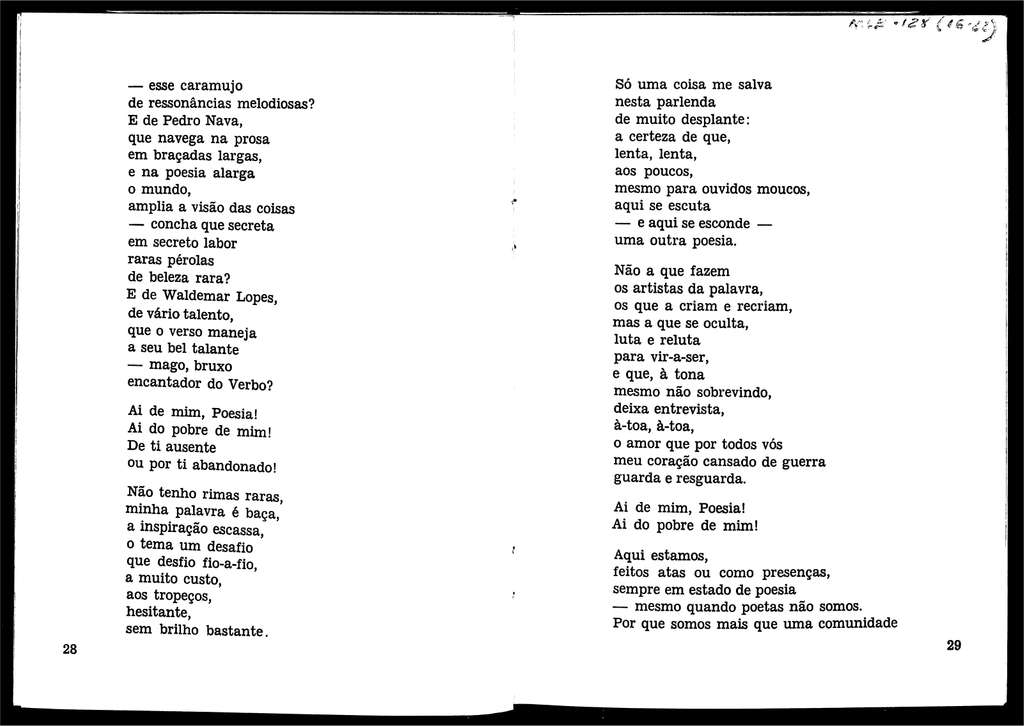 — esse caramujo
de ressonâncias melodiosas?
E de Pedro Nava,
que navega na prosa
em braçadas largas,
e na poesia alarga
o mundo,
amplia a visão das coisas
— concha que secreta
em secreto labor
raras pérolas
de beleza rara?
E de Waldemar Lopes,
de vário talento,
que o verso maneja
a seu bel talante
— mago, bruxo
encantador do Verbo?
Ai de mim, Poesia!
Ai do pobre de mim!
De ti ausente
ou por ti abandonado!
Não tenho rimas raras,
minha palavra é baça,
a inspiração escassa,
o tema um desafio
que desfio fio-a-fio,
a muito custo,
aos tropeços,
hesitante,
sem brilho bastante.
28
Só uma coisa me salva
nesta parlenda
de muito desplante:
a certeza de que,
lenta, lenta,
aos poucos,
mesmo para ouvidos moucos,
aqui se escuta
— e aqui se esconde —
uma outra poesia.
Não a que fazem
os artistas da palavra,
os que a criam e recriam,
mas a que se oculta,
luta e reluta
para vir-a-ser,
e que, à tona
mesmo não sobrevindo,
deixa entrevista,
à-toa, à-toa,
o amor que por todos vós
meu coração cansado de guerra
guarda e resguarda.
Ai de mim, Poesia!
Ai do pobre de mim!
Aqui estamos,
feitos atas ou como presenças,
sempre em estado de poesia
— mesmo quando poetas não somos.
Por que somos mais que uma comunidade
29